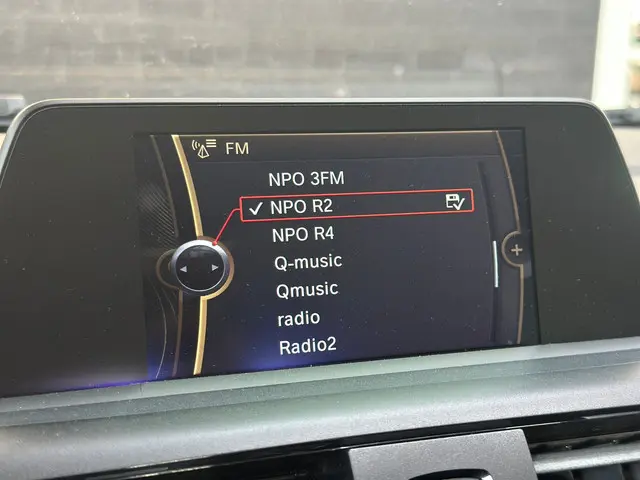 FM
NPO 3FM
NPO R2
NPO R4
Q-music
Qmusic
radio
Radio2